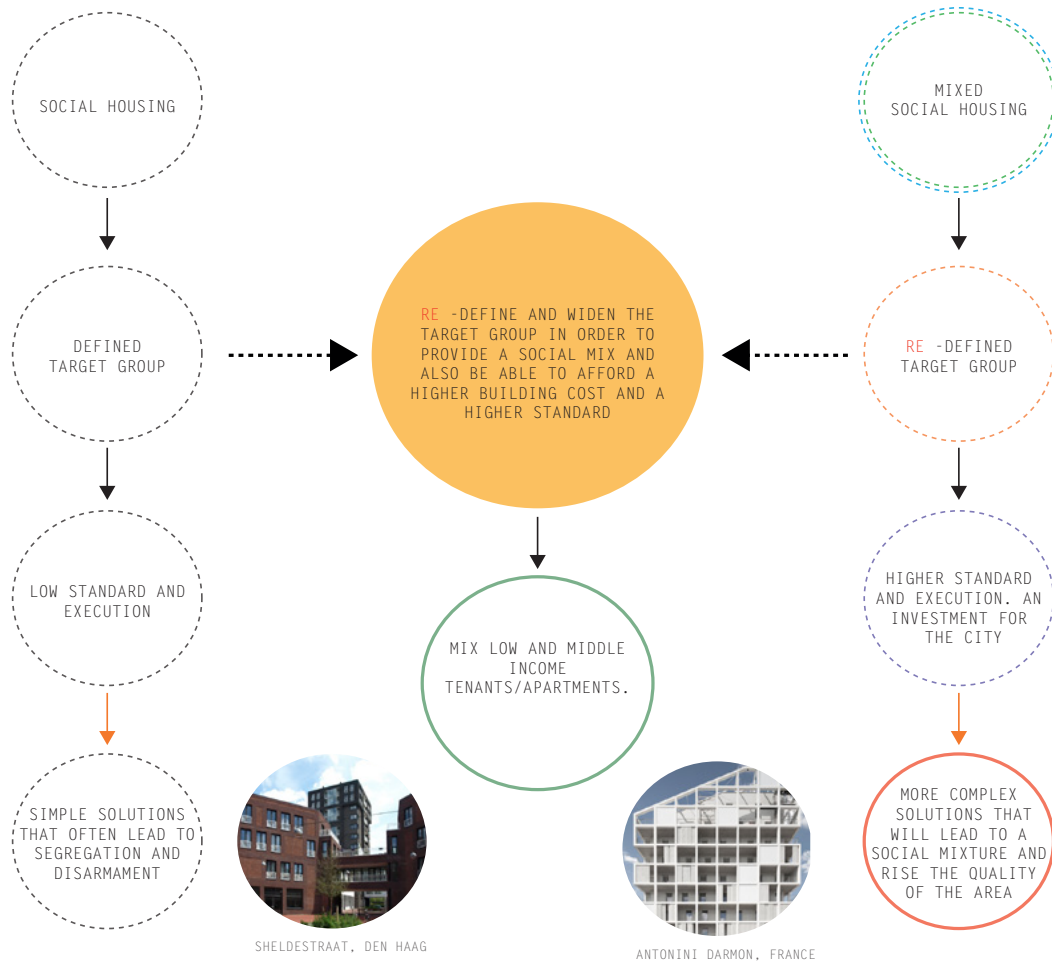 SOCIAL HOUSING
DEFINED
TARGET GROUP
LOW STANDARD AND
EXECUTION
SIMPLE SOLUTIONS
THAT OFTEN LEAD TO
SEGREGATION AND
DISARMAMENT
RE -DEFINE AND WIDEN THE
TARGET GROUP IN ORDER TO
PROVIDE A SOCIAL MIX AND
ALSO BE ABLE TO AFFORD A
HIGHER BUILDING COST AND A
HIGHER STANDARD
MIX LOW AND MIDDLE
INCOME
TENANTS/APARTMENTS.
SHELDESTRAAT, DEN HAAG
ANTONINI DARMON, FRANCE
MIXED
SOCIAL HOUSING
RE -DEFINED
TARGET GROUP
HIGHER STANDARD
AND EXECUTION. AN
INVESTMENT FOR
THE CITY
MORE COMPLEX
SOLUTIONS THAT
WILL LEAD TO A
SOCIAL MIXTURE AND
RISE THE QUALITY
OF THE AREA